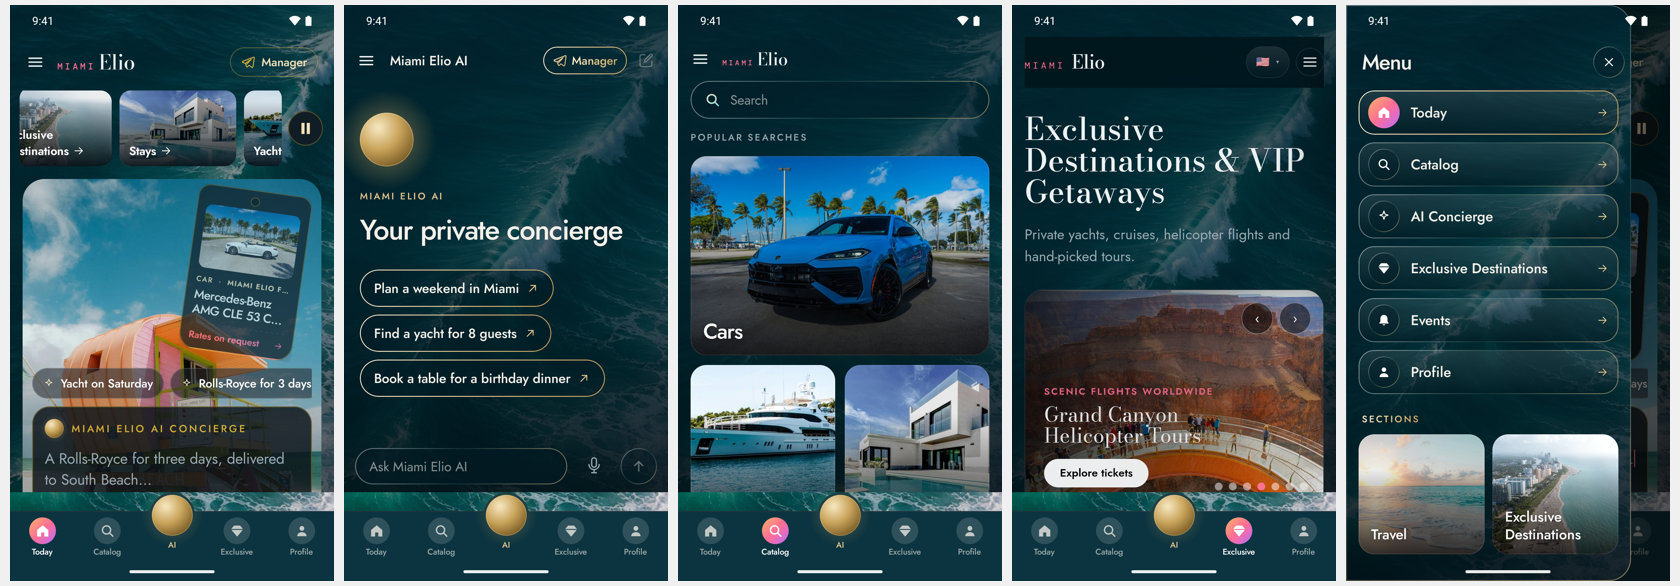 9:41
MIAMI Elio
Manager
clusive
stinations →
Stays →
Yacht
CAR · MIAMI ELIO F...
Mercedes-Benz
AMG CLE 53 C...
Rates on request →
Yacht on Saturday
Rolls-Royce for 3 days
MIAMI ELIO AI CONCIERGE
A Rolls-Royce for three days, delivered
to South Beach...
Today
Catalog
AI
Exclusive
Profile
9:41
Miami Elio AI
Manager
MIAMI ELIO AI
Your private concierge
Plan a weekend in Miami ↗
Find a yacht for 8 guests ↗
Book a table for a birthday dinner ↗
Ask Miami Elio AI
Today
Catalog
AI
Exclusive
Profile
9:41
MIAMI Elio
Search
POPULAR SEARCHES
Cars
Today
Catalog
AI
Exclusive
Profile
9:41
MIAMI Elio
Exclusive
Destinations & VIP
Getaways
Private yachts, cruises, helicopter flights and
hand-picked tours.
SCENIC FLIGHTS WORLDWIDE
Grand Canyon
Helicopter Tours
Explore tickets
Today
Catalog
AI
Exclusive
Profile
9:41
Menu
Today →
Catalog →
AI Concierge →
Exclusive Destinations →
Events →
Profile →
SECTIONS
Travel
Exclusive
Destinations
er
ays
ofile